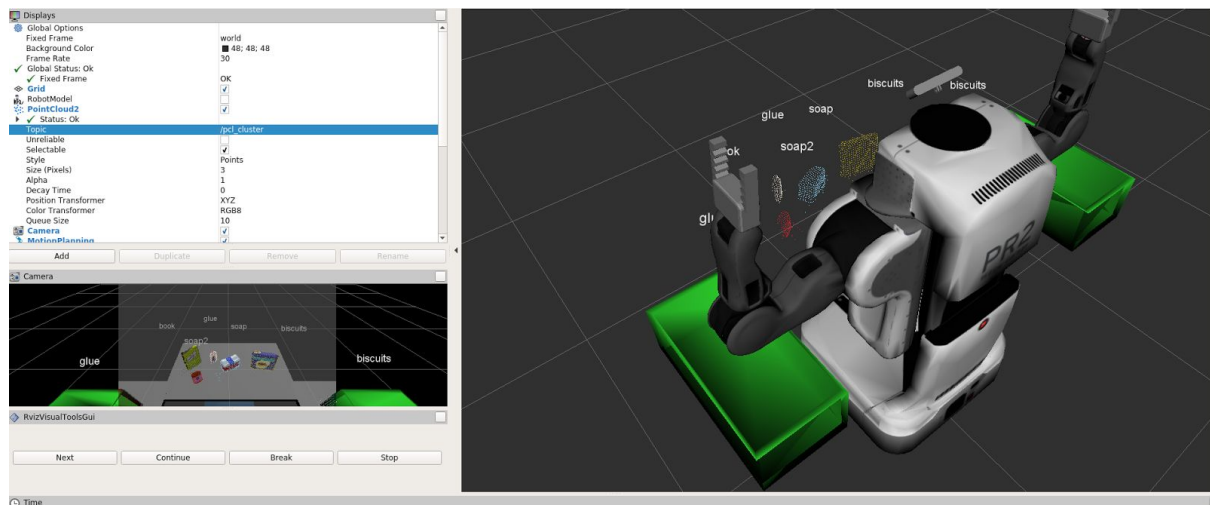 Displays
Global Options
Fixed Frame world
Background Color 48; 48; 48
Frame Rate 30
Global Status: Ok
Fixed Frame OK
Grid
RobotModel
PointCloud2
Status: Ok
Topic /pcl_cluster
Unreliable
Selectable
Style Points
Size (Pixels) 3
Alpha 1
Decay Time 0
Position Transformer XYZ
Color Transformer RGB8
Queue Size 10
Camera
MotionPlanning
Add Duplicate Remove Rename
Camera
book glue soap biscuits
soap2
glue biscuits
RvizVisualToolsGui
Next Continue Break Stop
Time
biscuits biscuits
glue soap
ok soap2
gl
PR2